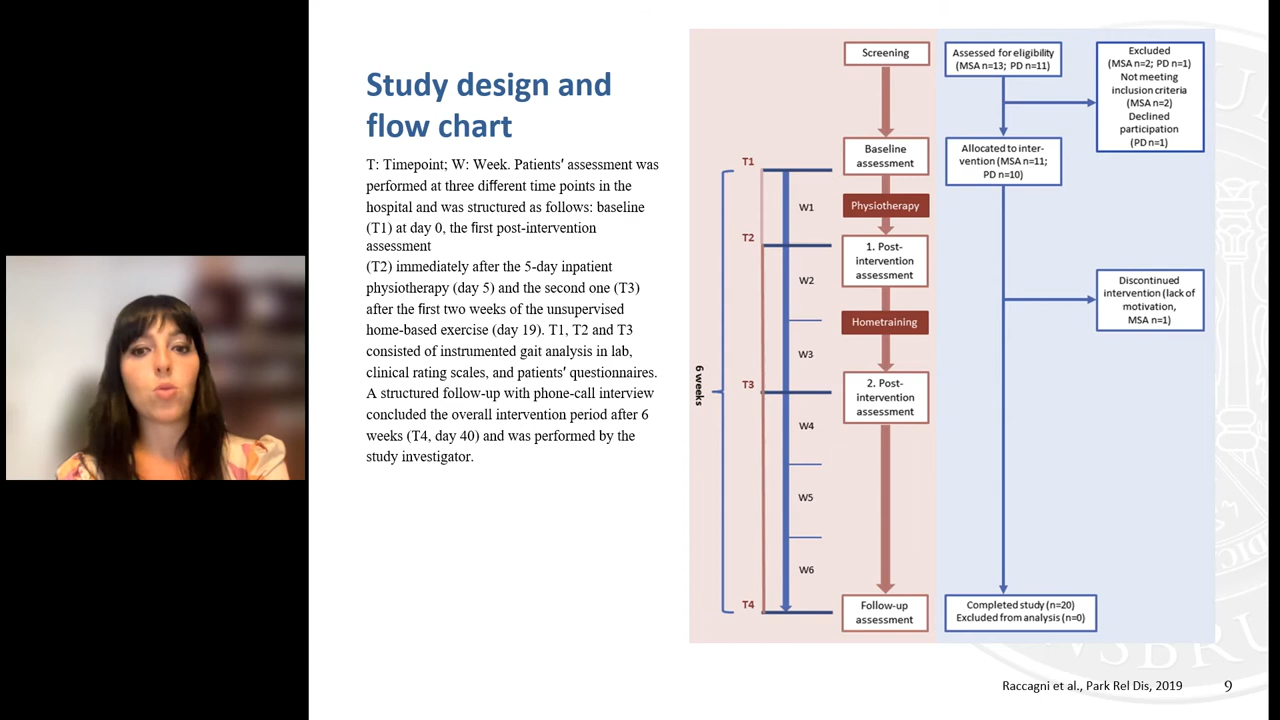 Study design and
flow chart
T: Timepoint; W: Week. Patients' assessment was
performed at three different time points in the
hospital and was structured as follows: baseline
(T1) at day 0, the first post-intervention
assessment
(T2) immediately after the 5-day inpatient
physiotherapy (day 5) and the second one (T3)
after the first two weeks of the unsupervised
home-based exercise (day 19). T1, T2 and T3
consisted of instrumented gait analysis in lab,
clinical rating scales, and patients' questionnaires.
A structured follow-up with phone-call interview
concluded the overall intervention period after 6
weeks (T4, day 40) and was performed by the
study investigator.
6 weeks
T1
T2
T3
T4
W1
W2
W3
W4
W5
W6
Screening
Baseline
assessment
Physiotherapy
1. Post-
intervention
assessment
Hometraining
2. Post-
intervention
assessment
Follow-up
assessment
Assessed for eligibility
(MSA n=13; PD n=11)
Excluded
(MSA n=2; PD n=1)
Not meeting
inclusion criteria
(MSA n=2)
Declined
participation
(PD n=1)
Allocated to inter-
vention (MSA n=11;
PD n=10)
Discontinued
intervention (lack of
motivation,
MSA n=1)
Completed study (n=20)
Excluded from analysis (n=0)
Raccagni et al., Park Rel Dis, 2019
9